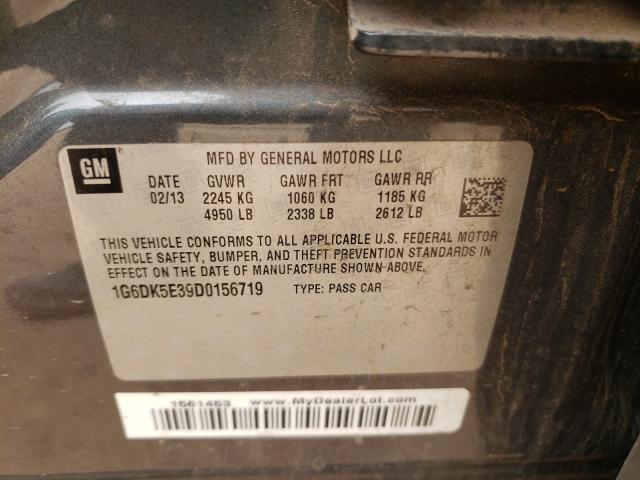 GM
MFD BY GENERAL MOTORS LLC
DATE GVWR GAWR FRT GAWR RR
02/13 2245 KG 1060 KG 1185 KG
4950 LB 2338 LB 2612 LB
THIS VEHICLE CONFORMS TO ALL APPLICABLE U.S. FEDERAL MOTOR
VEHICLE SAFETY, BUMPER, AND THEFT PREVENTION STANDARDS IN
EFFECT ON THE DATE OF MANUFACTURE SHOWN ABOVE.
1G6DK5E39D0156719 TYPE: PASS CAR
1561453 www.MyDealerLot.com